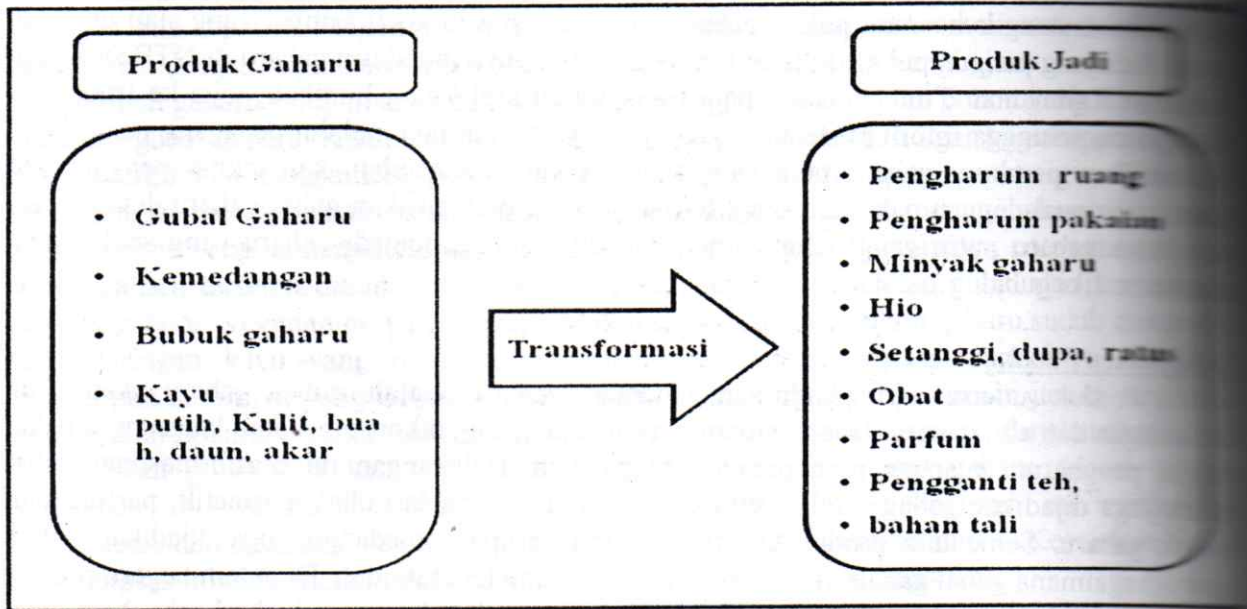 Produk Gaharu
• Gubal Gaharu
• Kemedangan
• Bubuk gaharu
• Kayu
putih, Kulit, bua
h, daun, akar
Transformasi
Produk Jadi
• Pengharum ruang
• Pengharum pakaian
• Minyak gaharu
• Hio
• Setanggi, dupa, ratus
• Obat
• Parfum
• Pengganti teh,
• bahan tali